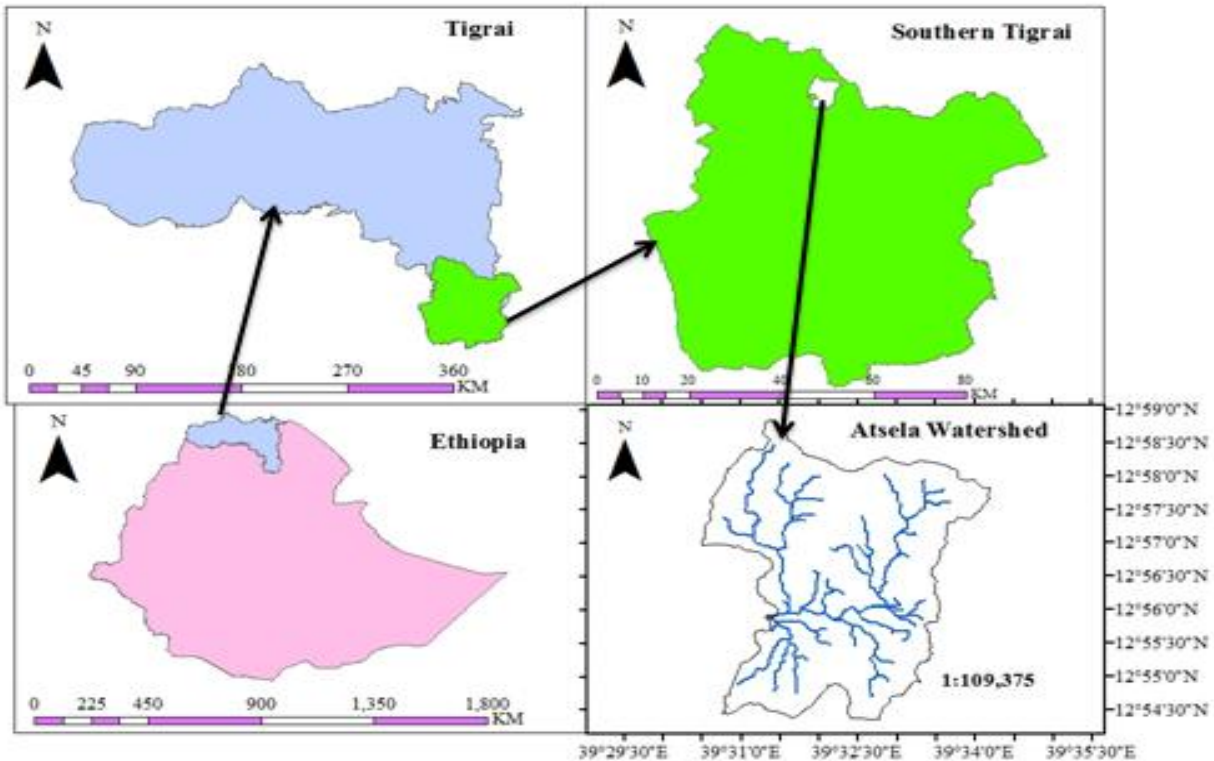 N
Tigrai
0 45 90 180 270 360
KM
N
Southern Tigrai
0 10 20 40 60 80
KM
N
Ethiopia
0 225 450 900 1,350 1,800
KM
N
Atsela Watershed
1:109,375
12°59'0"N
12°58'30"N
12°58'0"N
12°57'30"N
12°57'0"N
12°56'30"N
12°56'0"N
12°55'30"N
12°55'0"N
12°54'30"N
39°29'30"E 39°31'0"E 39°32'30"E 39°34'0"E 39°35'30"E